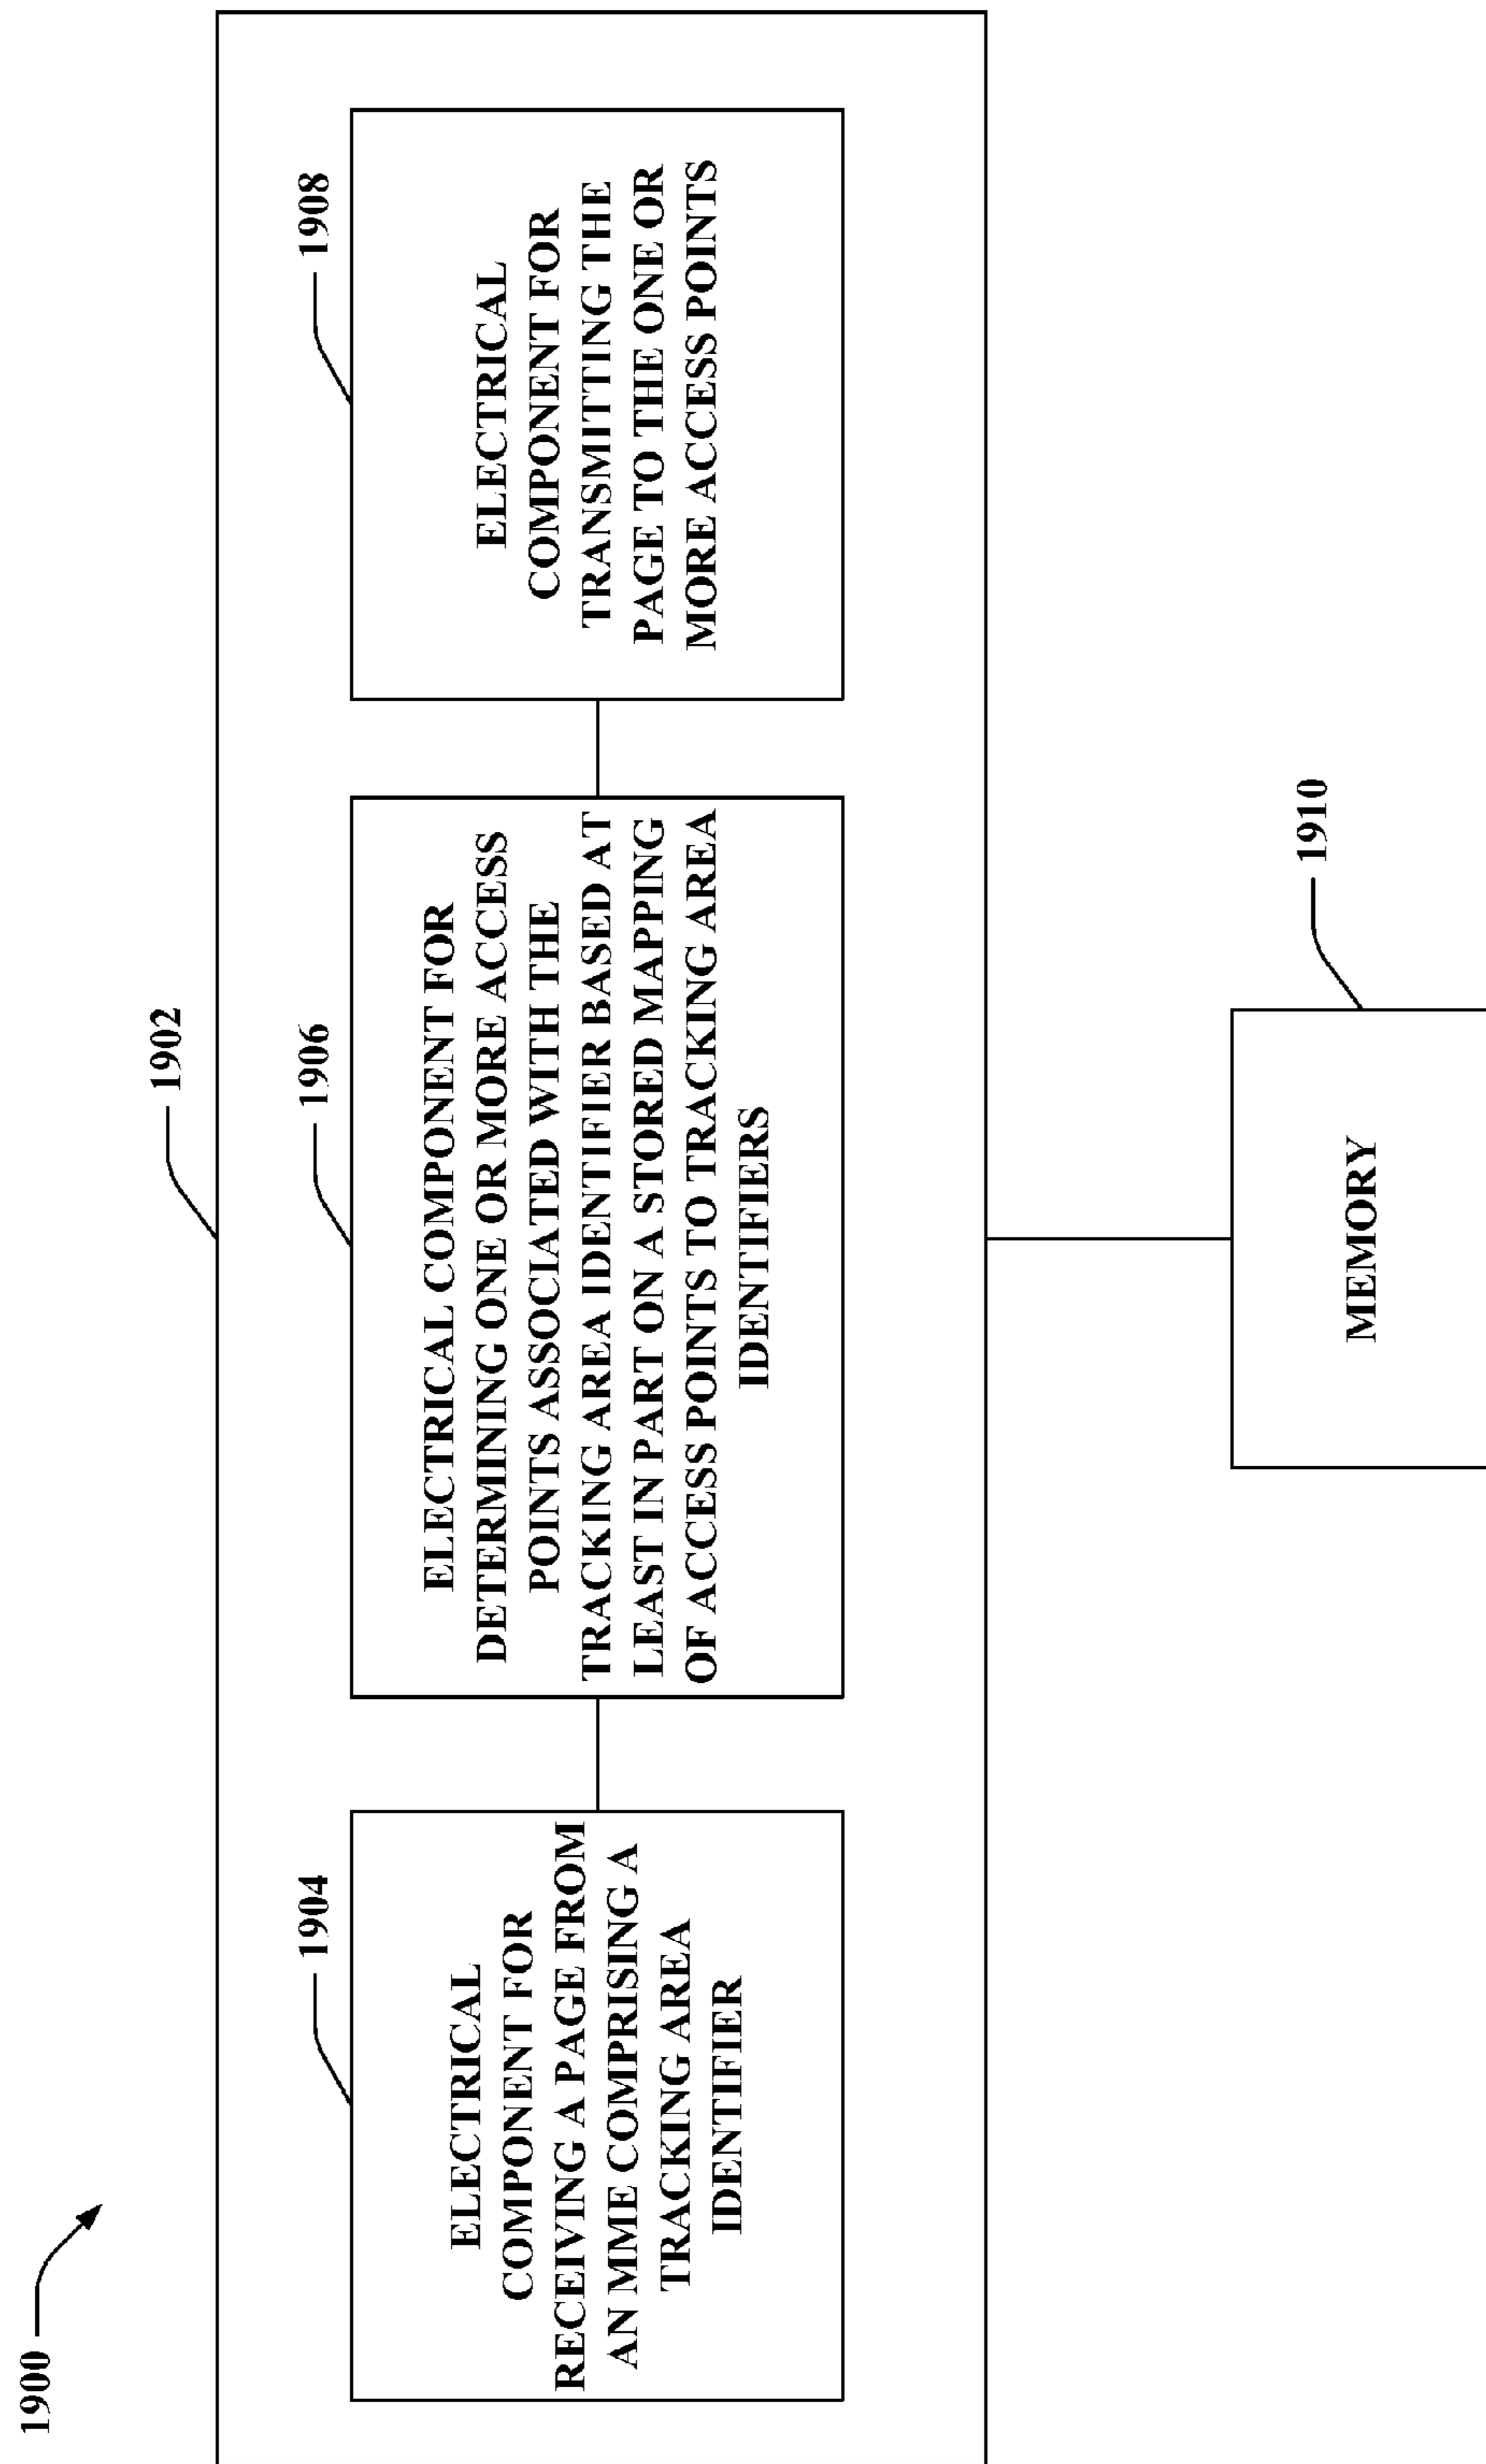 1900
1902
1904
ELECTRICAL
COMPONENT FOR
RECEIVING A PAGE FROM
AN MME COMPRISING A
TRACKING AREA
IDENTIFIER
1906
ELECTRICAL COMPONENT FOR
DETERMINING ONE OR MORE ACCESS
POINTS ASSOCIATED WITH THE
TRACKING AREA IDENTIFIER BASED AT
LEAST IN PART ON A STORED MAPPING
OF ACCESS POINTS TO TRACKING AREA
IDENTIFIERS
1908
ELECTRICAL
COMPONENT FOR
TRANSMITTING THE
PAGE TO THE ONE OR
MORE ACCESS POINTS
1910
MEMORY